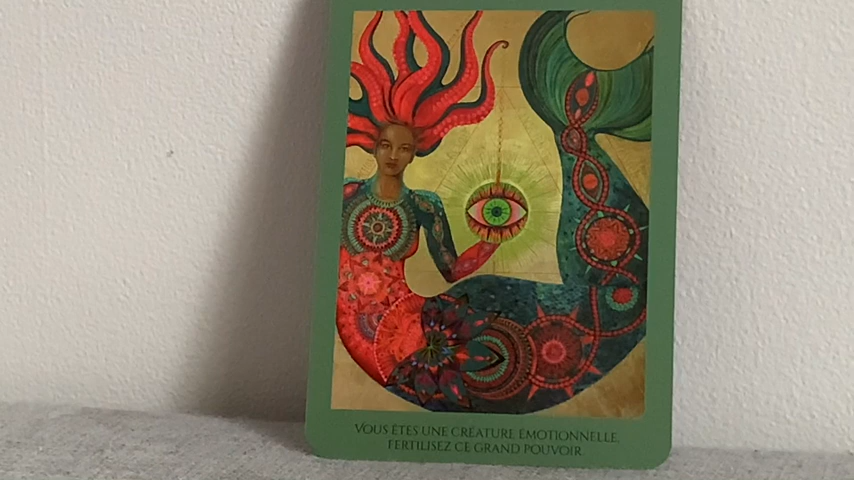 VOUS ÊTES UNE CRÉATURE ÉMOTIONNELLE.
FERTILISEZ CE GRAND POUVOIR.